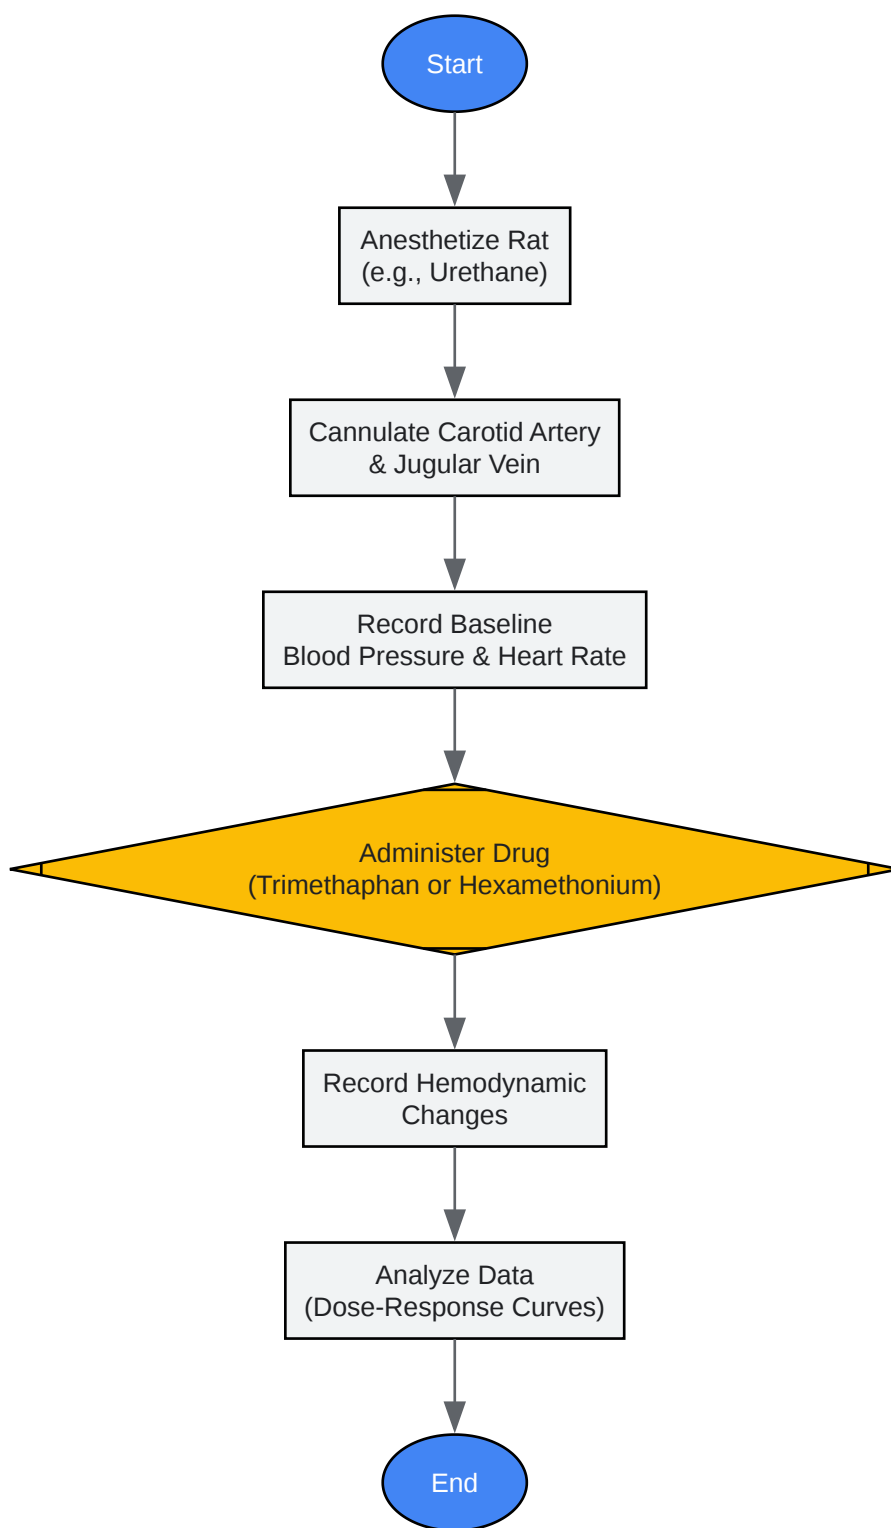 Start
Anesthetize Rat
(e.g., Urethane)
Cannulate Carotid Artery
& Jugular Vein
Record Baseline
Blood Pressure & Heart Rate
Administer Drug
(Trimethaphan or Hexamethonium)
Record Hemodynamic
Changes
Analyze Data
(Dose-Response Curves)
End